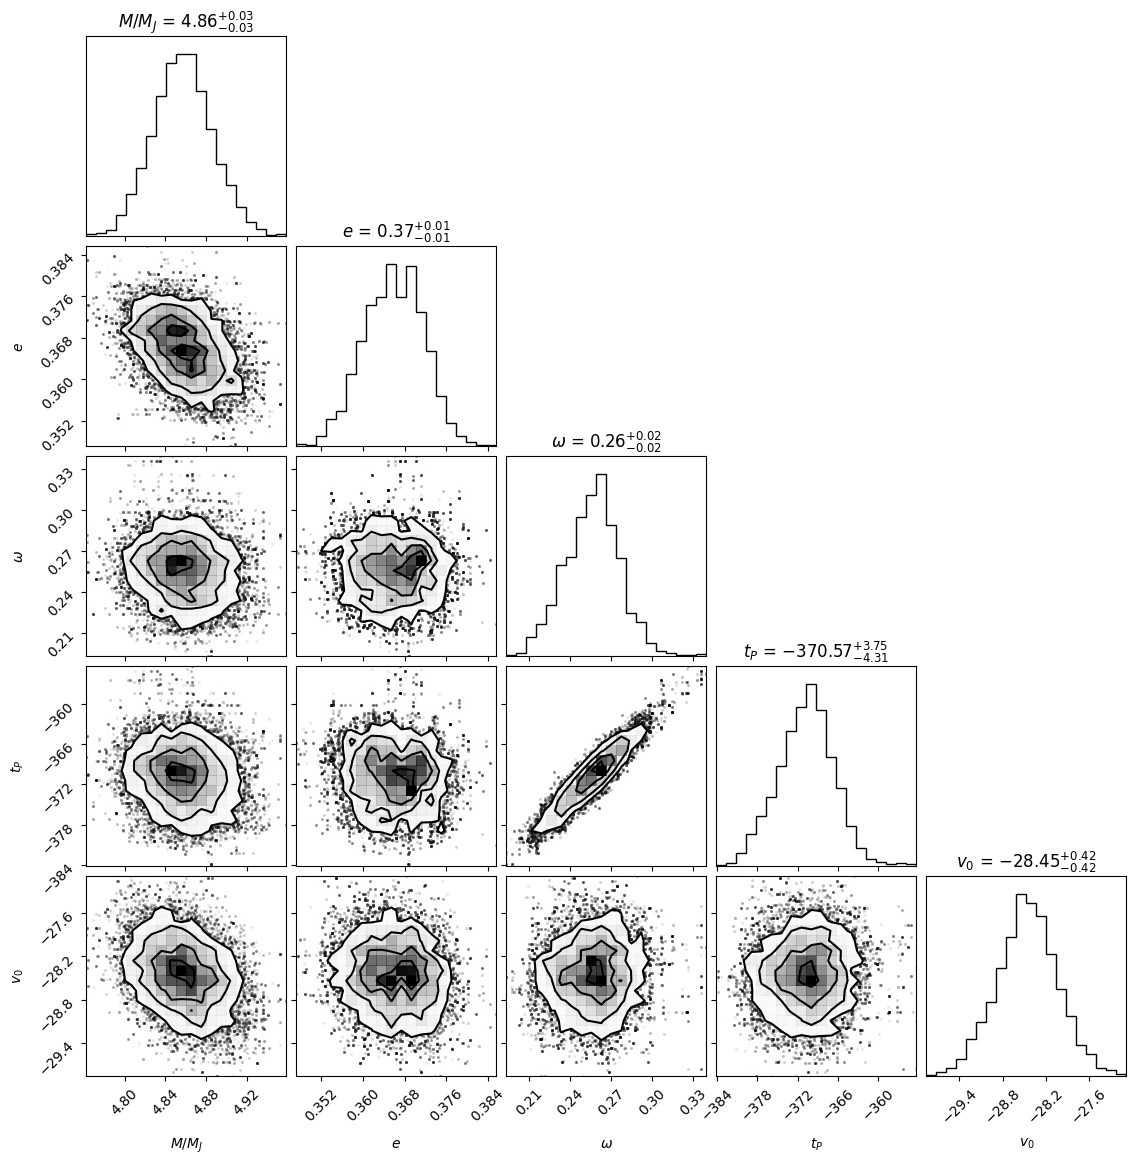 M/M_J = 4.86^{+0.03}_{-0.03}
e = 0.37^{+0.01}_{-0.01}
0.384
0.376
0.368
0.360
0.352
e
ω = 0.26^{+0.02}_{-0.02}
0.33
0.30
0.27
0.24
0.21
ω
t_P = −370.57^{+3.75}_{-4.31}
−360
−366
−372
−378
−384
t_P
v_0 = −28.45^{+0.42}_{-0.42}
−27.6
−28.2
−28.8
−29.4
v_0
4.80 4.84 4.88 4.92 0.352 0.360 0.368 0.376 0.384 0.21 0.24 0.27 0.30 0.33 −384 −378 −372 −366 −360 −29.4 −28.8 −28.2 −27.6
M/M_J e ω t_P v_0